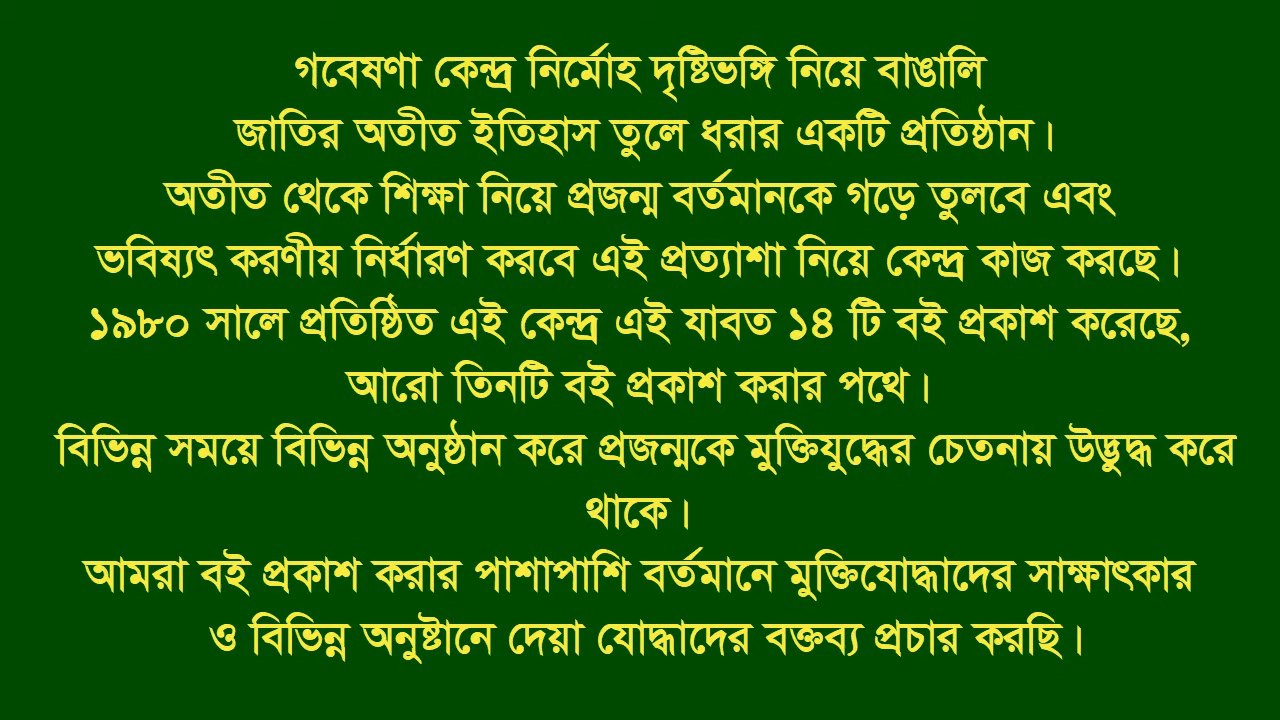 গবেষণা কেন্দ্র নির্মোহ দৃষ্টিভঙ্গি নিয়ে বাঙালি
জাতির অতীত ইতিহাস তুলে ধরার একটি প্রতিষ্ঠান।
অতীত থেকে শিক্ষা নিয়ে প্রজন্ম বর্তমানকে গড়ে তুলবে এবং
ভবিষ্যৎ করণীয় নির্ধারণ করবে এই প্রত্যাশা নিয়ে কেন্দ্র কাজ করছে।
১৯৮০ সালে প্রতিষ্ঠিত এই কেন্দ্র এই যাবত ১৪ টি বই প্রকাশ করেছে,
আরো তিনটি বই প্রকাশ করার পথে।
বিভিন্ন সময়ে বিভিন্ন অনুষ্ঠান করে প্রজন্মকে মুক্তিযুদ্ধের চেতনায় উদ্ভুদ্ধ করে
থাকে।
আমরা বই প্রকাশ করার পাশাপাশি বর্তমানে মুক্তিযোদ্ধাদের সাক্ষাৎকার
ও বিভিন্ন অনুষ্টানে দেয়া যোদ্ধাদের বক্তব্য প্রচার করছি।